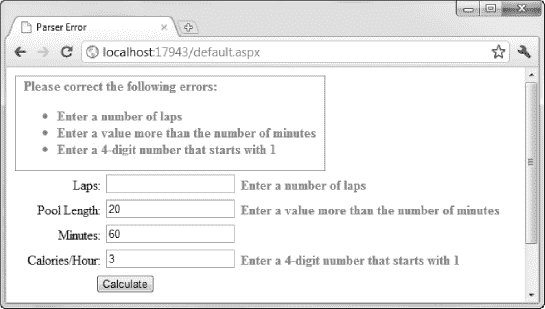 Parser Error
localhost:17943/default.aspx
Please correct the following errors:
• Enter a number of laps
• Enter a value more than the number of minutes
• Enter a 4-digit number that starts with 1
Laps: Enter a number of laps
Pool Length: 20 Enter a value more than the number of minutes
Minutes: 60
Calories/Hour: 3 Enter a 4-digit number that starts with 1
Calculate